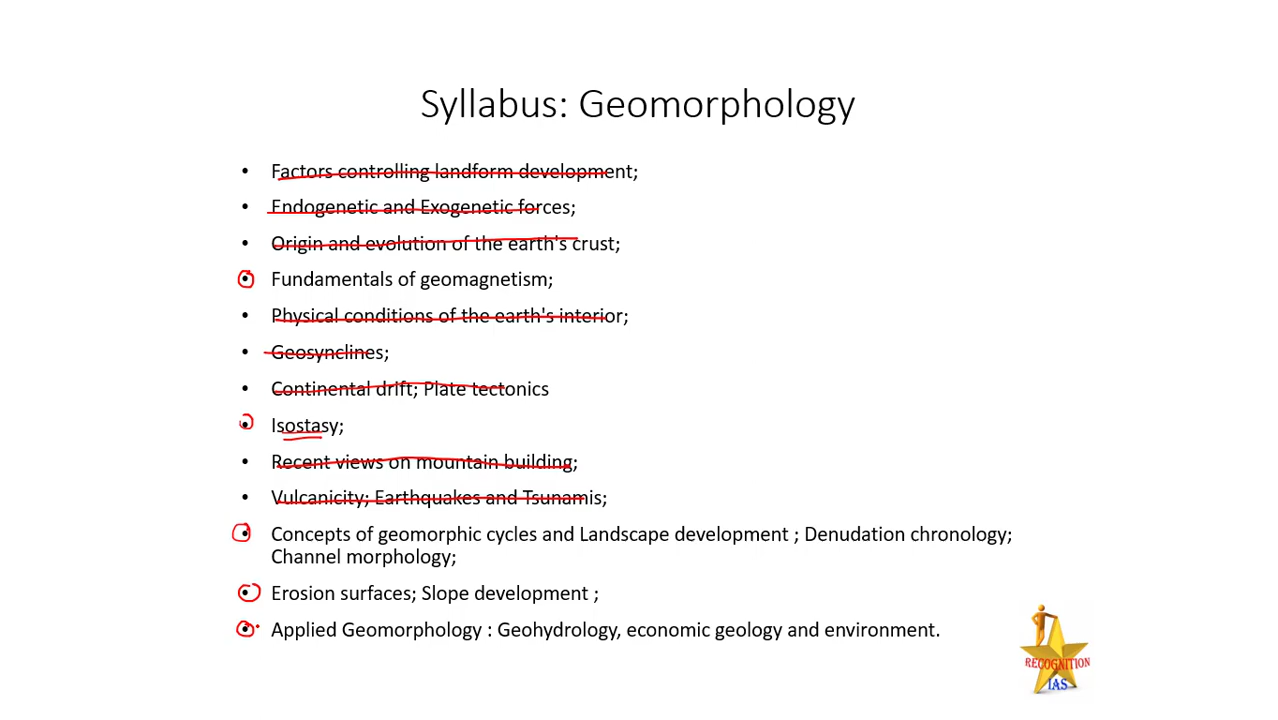 Syllabus: Geomorphology
• Factors controlling landform development;
• Endogenetic and Exogenetic forces;
• Origin and evolution of the earth's crust;
• Fundamentals of geomagnetism;
• Physical conditions of the earth's interior;
• Geosynclines;
• Continental drift; Plate tectonics
• Isostasy;
• Recent views on mountain building;
• Vulcanicity; Earthquakes and Tsunamis;
• Concepts of geomorphic cycles and Landscape development ; Denudation chronology;
Channel morphology;
• Erosion surfaces; Slope development ;
• Applied Geomorphology : Geohydrology, economic geology and environment.
RECOGNITION
IAS